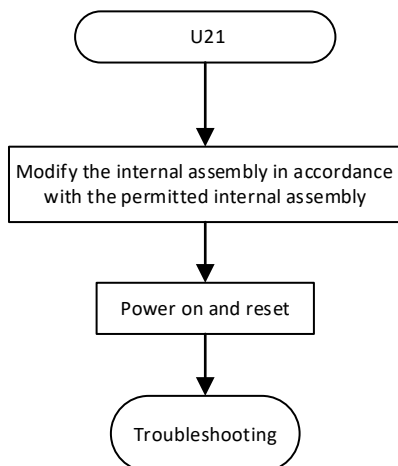 U21
Modify the internal assembly in accordance
with the permitted internal assembly
Power on and reset
Troubleshooting